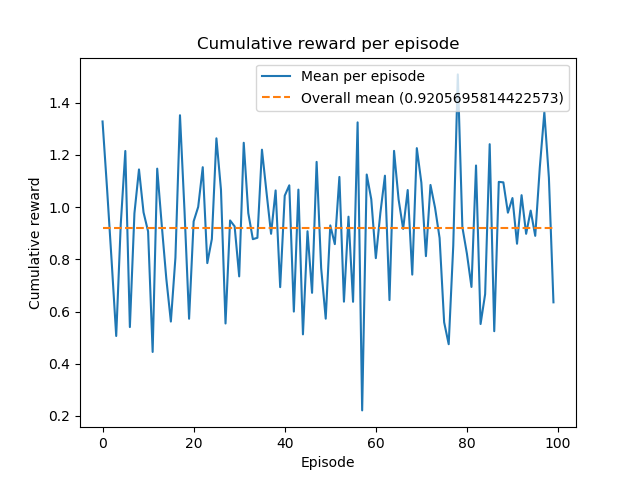 Cumulative reward per episode
Mean per episode
Overall mean (0.9205695814422573)
Cumulative reward
1.4
1.2
1.0
0.8
0.6
0.4
0.2
0
20
40
60
80
100
Episode